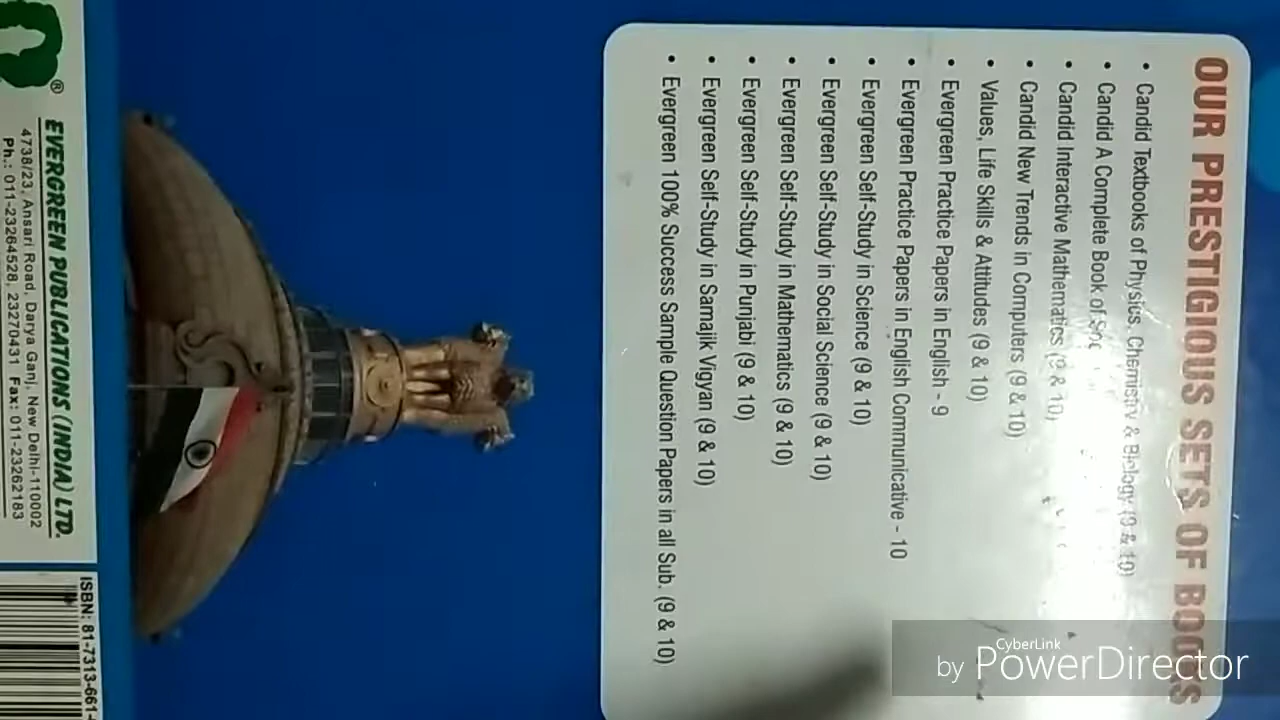 OUR PRESTIGIOUS SETS OF BOOKS
• Candid Textbooks of Physics, Chemistry & Biology (9 & 10)
• Candid A Complete Book of
• Candid Interactive Mathematics (9 & 10)
• Candid New Trends in Computers (9 & 10)
• Values, Life Skills & Attitudes (9 & 10)
• Evergreen Practice Papers in English - 9
• Evergreen Practice Papers in English Communicative - 10
• Evergreen Self-Study in Science (9 & 10)
• Evergreen Self-Study in Social Science (9 & 10)
• Evergreen Self-Study in Mathematics (9 & 10)
• Evergreen Self-Study in Punjabi (9 & 10)
• Evergreen Self-Study in Samajik Vigyan (9 & 10)
• Evergreen 100% Success Sample Question Papers in all Sub. (9 & 10)
®
EVERGREEN PUBLICATIONS (INDIA) LTD.
4738/23, Ansari Road, Darya Ganj, New Delhi-110002
Ph.: 011-23264528, 23270431 Fax: 011-23262183
ISBN: 81-7313-661-
CyberLink
by PowerDirector